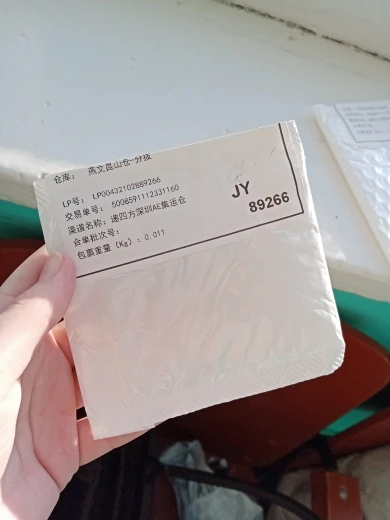 仓库: 燕文昆山仓-分拨
LP号: LP00432102889266
交易单号: 5008591112331160
渠道名称: 递四方深圳AE集运仓
合单批次号:
包裹重量(Kg): 0.011
JY
89266